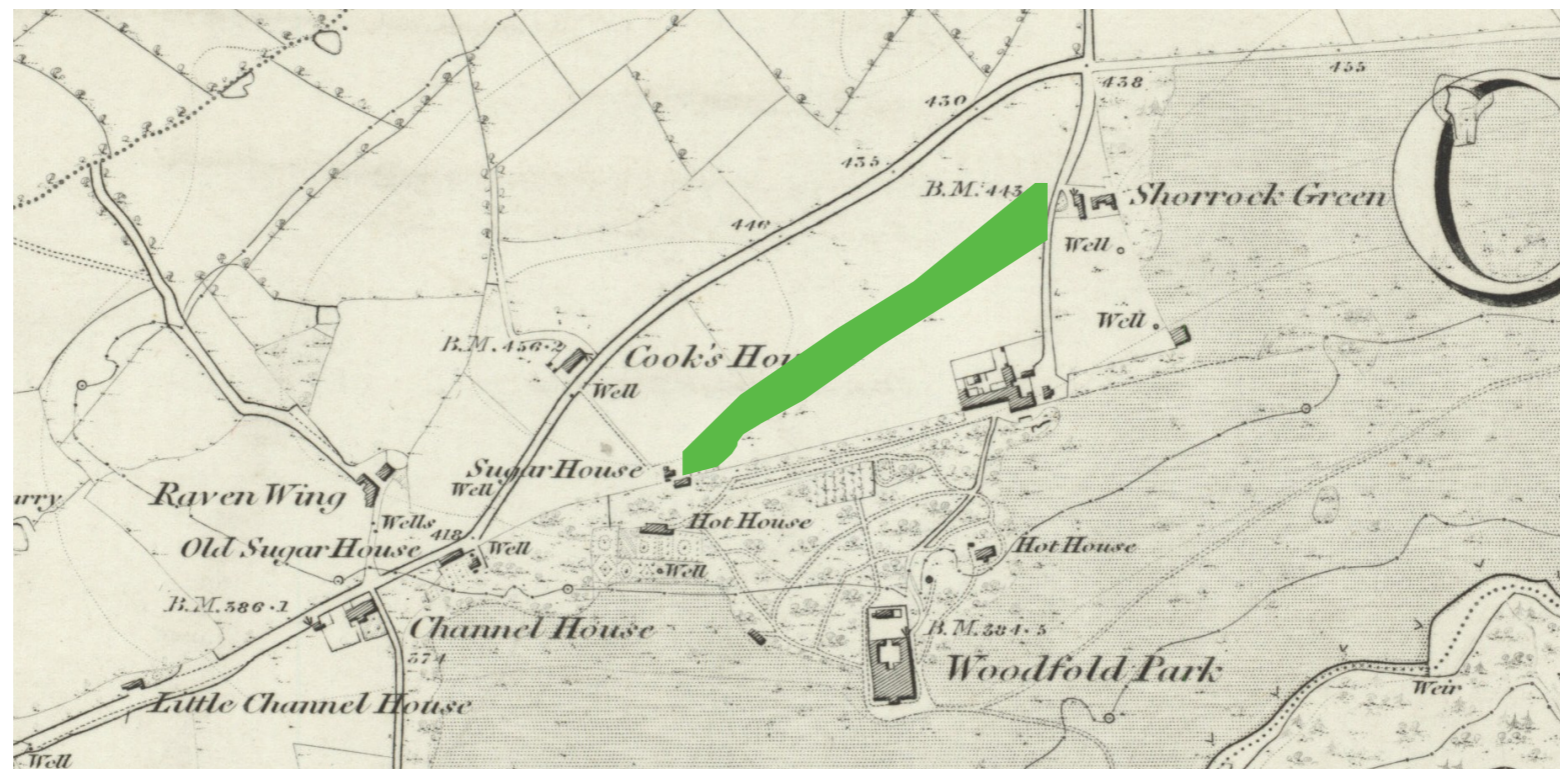 455
438
430
435
B.M. 443
Shorrock Green
440
Well
Well
B.M. 456·2
Cook's Hou
Well
Sugar House
Well
Raven Wing
urry
Wells
Hot House
418
Old Sugar House
Well
Hot House
Well
B.M. 386·1
Channel House
B.M. 384·5
374
Woodfold Park
Weir
Little Channel House
Well